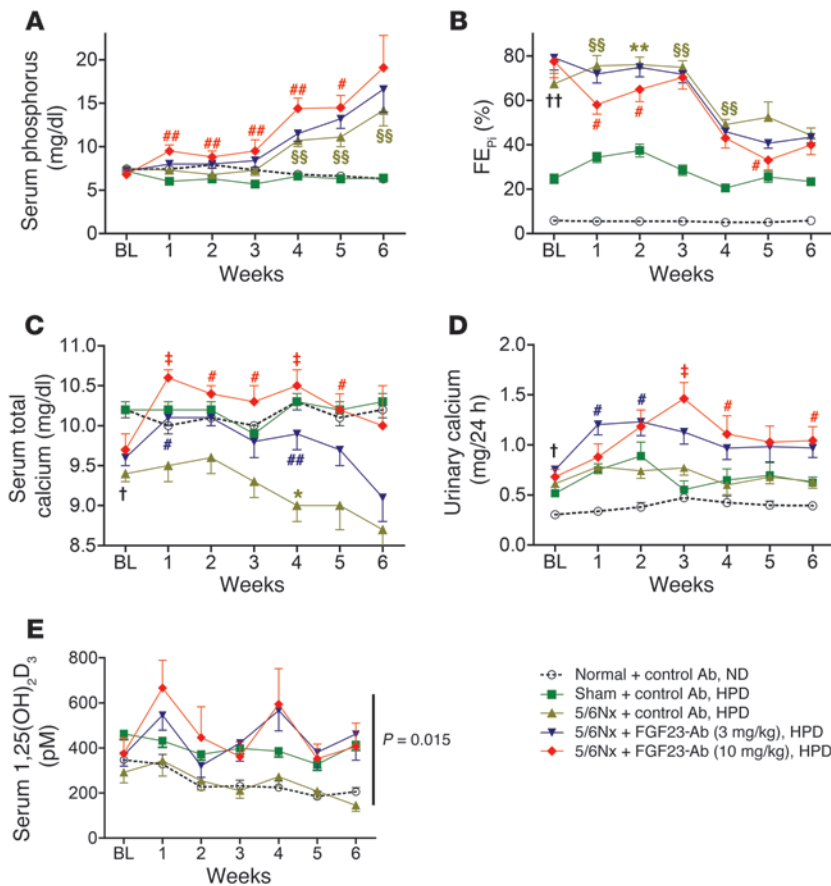 A
Serum phosphorus
(mg/dl)
20
15
10
5
0
##
##
##
##
#
§§
§§
§§
BL 1 2 3 4 5 6
Weeks
B
FE_Pi (%)
80
60
40
20
0
§§
**
§§
§§
††
#
#
#
BL 1 2 3 4 5 6
Weeks
C
Serum total
calcium (mg/dl)
11.0
10.5
10.0
9.5
9.0
8.5
‡
#
#
‡
#
#
##
†
*
BL 1 2 3 4 5 6
Weeks
D
Urinary calcium
(mg/24 h)
2.0
1.5
1.0
0.5
0.0
†
#
#
‡
#
#
BL 1 2 3 4 5 6
Weeks
E
Serum 1,25(OH)₂D₃
(pM)
800
600
400
200
0
P = 0.015
BL 1 2 3 4 5 6
Weeks
Normal + control Ab, ND
Sham + control Ab, HPD
5/6Nx + control Ab, HPD
5/6Nx + FGF23-Ab (3 mg/kg), HPD
5/6Nx + FGF23-Ab (10 mg/kg), HPD